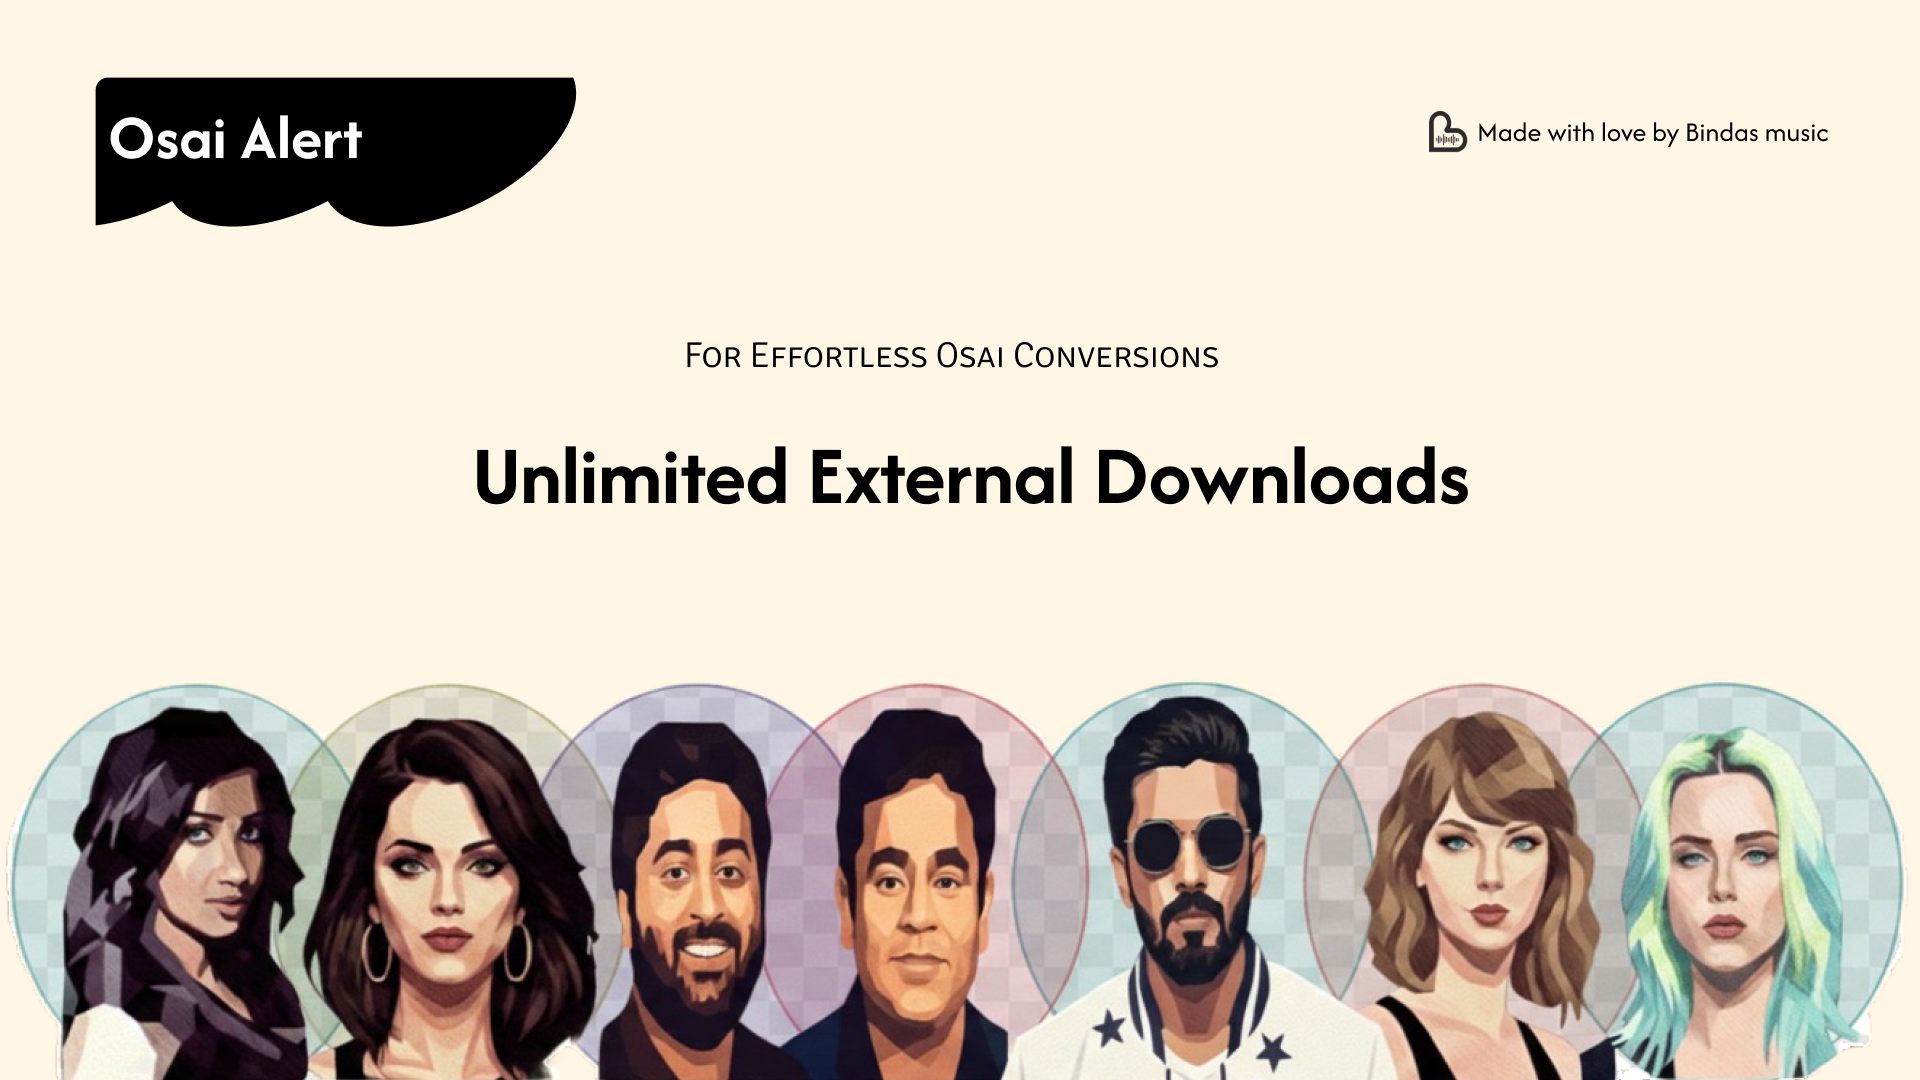 Osai Alert
Made with love by Bindas music
For Effortless Osai Conversions
Unlimited External Downloads